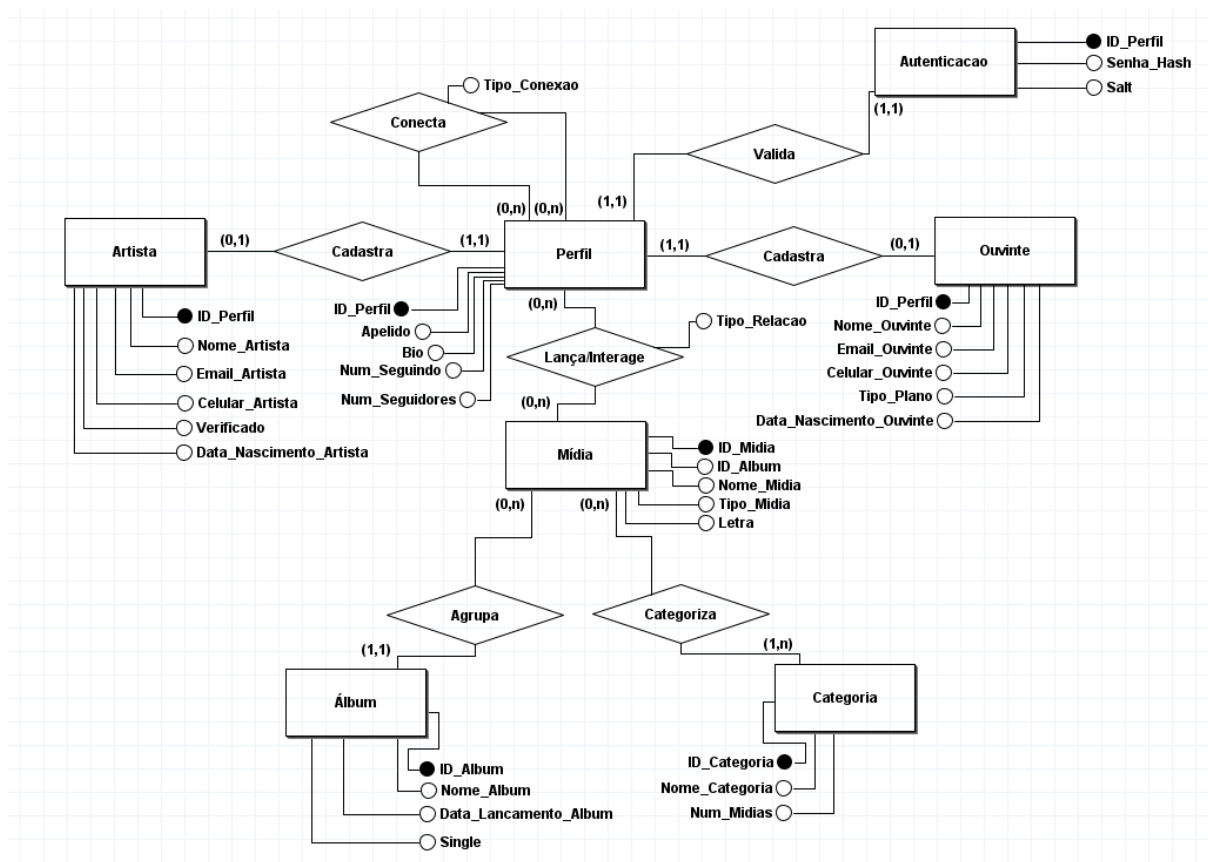 Autenticacao
ID_Perfil
Senha_Hash
Salt
(1,1)
Tipo_Conexao
Conecta
Valida
(1,1)
(0,n)
(0,n)
Artista
(0,1)
Cadastra
(1,1)
Perfil
(1,1)
Cadastra
(0,1)
Ouvinte
ID_Perfil
Nome_Artista
Email_Artista
Celular_Artista
Verificado
Data_Nascimento_Artista
ID_Perfil
Apelido
Bio
Num_Seguindo
Num_Seguidores
(0,n)
Tipo_Relacao
Lança/Interage
(0,n)
ID_Perfil
Nome_Ouvinte
Email_Ouvinte
Celular_Ouvinte
Tipo_Plano
Data_Nascimento_Ouvinte
Mídia
ID_Midia
ID_Album
Nome_Midia
Tipo_Midia
Letra
(0,n)
(0,n)
Agrupa
Categoriza
(1,1)
(1,n)
Álbum
Categoria
ID_Album
Nome_Album
Data_Lancamento_Album
Single
ID_Categoria
Nome_Categoria
Num_Midias